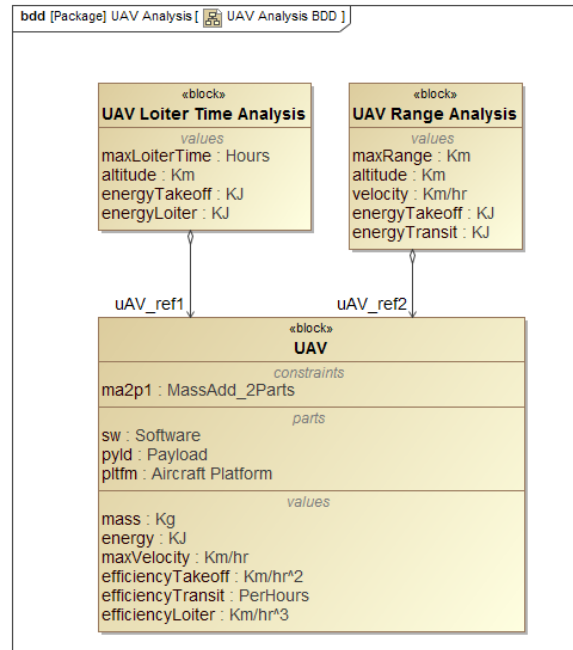 bdd [Package] UAV Analysis [ UAV Analysis BDD ]
«block»
UAV Loiter Time Analysis
values
maxLoiterTime : Hours
altitude : Km
energyTakeoff : KJ
energyLoiter : KJ
«block»
UAV Range Analysis
values
maxRange : Km
altitude : Km
velocity : Km/hr
energyTakeoff : KJ
energyTransit : KJ
uAV_ref1
uAV_ref2
«block»
UAV
constraints
ma2p1 : MassAdd_2Parts
parts
sw : Software
pyld : Payload
pltfm : Aircraft Platform
values
mass : Kg
energy : KJ
maxVelocity : Km/hr
efficiencyTakeoff : Km/hr^2
efficiencyTransit : PerHours
efficiencyLoiter : Km/hr^3